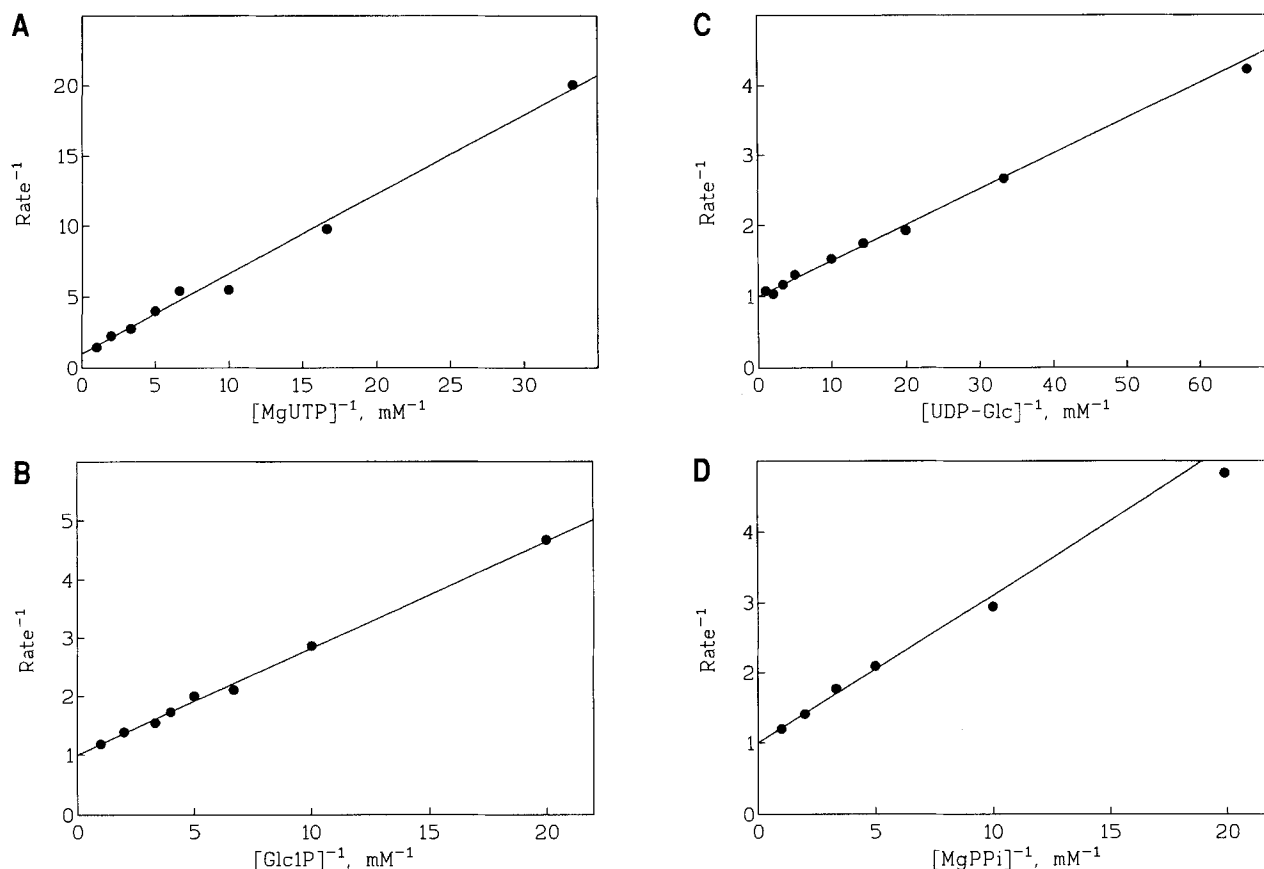 A
20
15
10
5
0
Rate⁻¹
0 5 10 15 20 25 30
[MgUTP]⁻¹, mM⁻¹
B
5
4
3
2
1
0
Rate⁻¹
0 5 10 15 20
[Glc1P]⁻¹, mM⁻¹
C
4
3
2
1
0
Rate⁻¹
0 10 20 30 40 50 60
[UDP-Glc]⁻¹, mM⁻¹
D
4
3
2
1
0
Rate⁻¹
0 5 10 15 20
[MgPPi]⁻¹, mM⁻¹